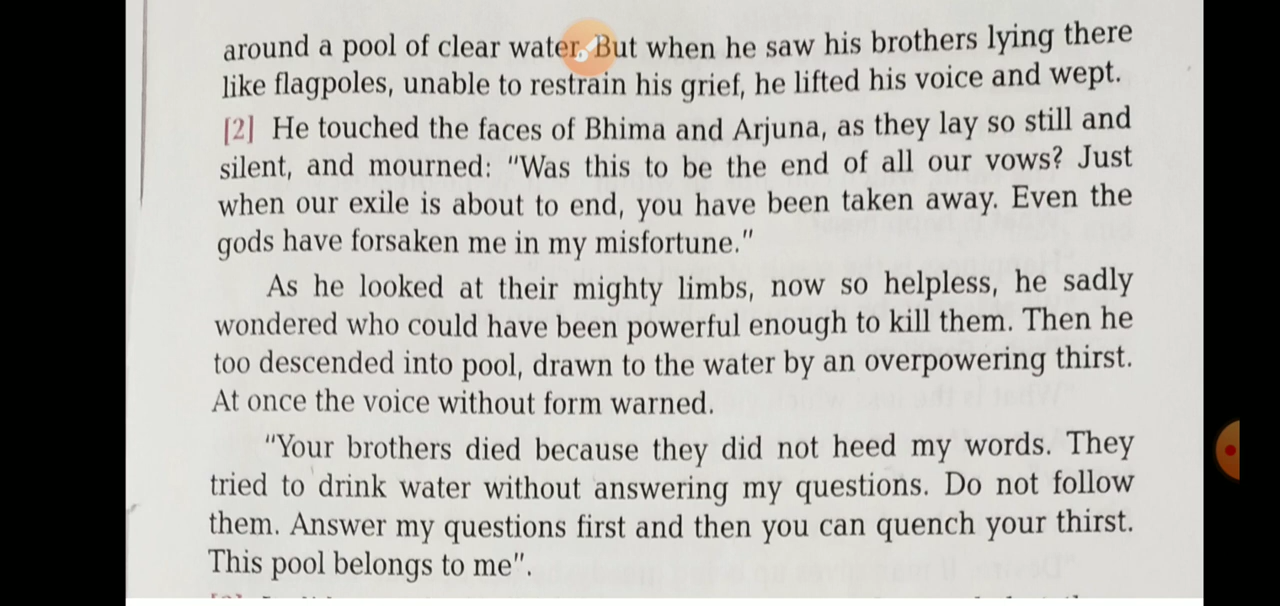 around a pool of clear water. But when he saw his brothers lying there
like flagpoles, unable to restrain his grief, he lifted his voice and wept.
[2] He touched the faces of Bhima and Arjuna, as they lay so still and
silent, and mourned: "Was this to be the end of all our vows? Just
when our exile is about to end, you have been taken away. Even the
gods have forsaken me in my misfortune."
As he looked at their mighty limbs, now so helpless, he sadly
wondered who could have been powerful enough to kill them. Then he
too descended into pool, drawn to the water by an overpowering thirst.
At once the voice without form warned.
"Your brothers died because they did not heed my words. They
tried to drink water without answering my questions. Do not follow
them. Answer my questions first and then you can quench your thirst.
This pool belongs to me".